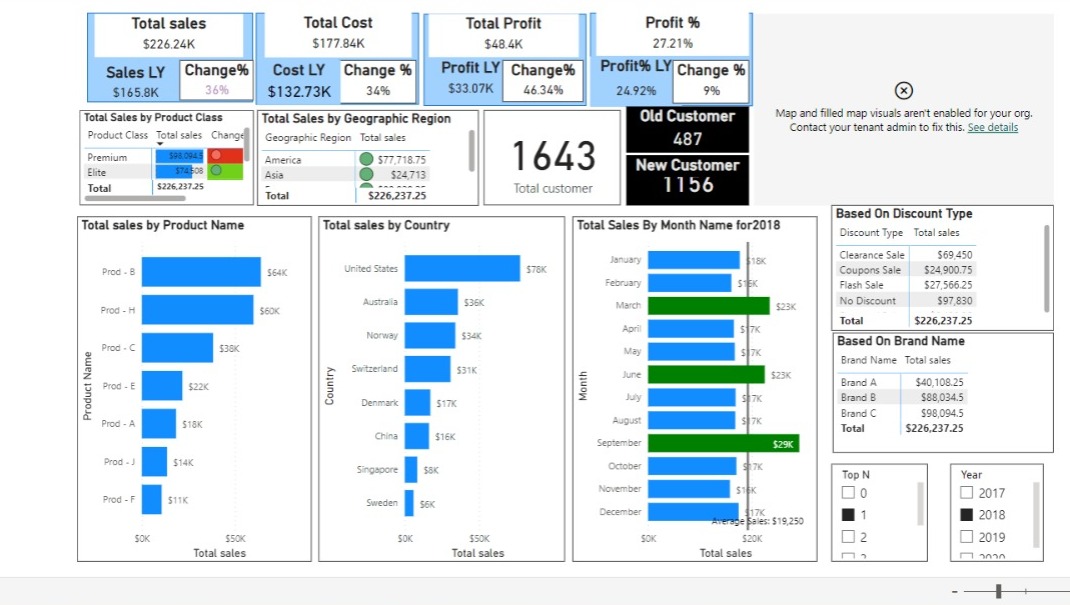 Total sales
$226.24K
Sales LY
$165.8K
Change%
36%
Total Cost
$177.84K
Cost LY
$132.73K
Change %
34%
Total Profit
$48.4K
Profit LY
$33.07K
Change%
46.34%
Profit %
27.21%
Profit% LY
24.92%
Change %
9%
Map and filled map visuals aren't enabled for your org.
Contact your tenant admin to fix this. See details
Total Sales by Product Class
Product Class Total sales Change
Premium $98,094.5
Elite $74,508
Total $226,237.25
Total Sales by Geographic Region
Geographic Region Total sales
America $77,718.75
Asia $24,713
Total $226,237.25
1643
Total customer
Old Customer
487
New Customer
1156
Total sales by Product Name
Product Name
Prod - B $64K
Prod - H $60K
Prod - C $38K
Prod - E $22K
Prod - A $18K
Prod - J $14K
Prod - F $11K
$0K $50K
Total sales
Total sales by Country
Country
United States $78K
Australia $36K
Norway $34K
Switzerland $31K
Denmark $17K
China $16K
Singapore $8K
Sweden $6K
$0K $50K
Total sales
Total Sales By Month Name for2018
Month
January $18K
February $16K
March $23K
April $17K
May $17K
June $23K
July $17K
August $17K
September $29K
October $17K
November $16K
December $17K
Average Sales: $19,250
$0K $20K
Total sales
Based On Discount Type
Discount Type Total sales
Clearance Sale $69,450
Coupons Sale $24,900.75
Flash Sale $27,566.25
No Discount $97,830
Total $226,237.25
Based On Brand Name
Brand Name Total sales
Brand A $40,108.25
Brand B $88,034.5
Brand C $98,094.5
Total $226,237.25
Top N
0
1
2
Year
2017
2018
2019